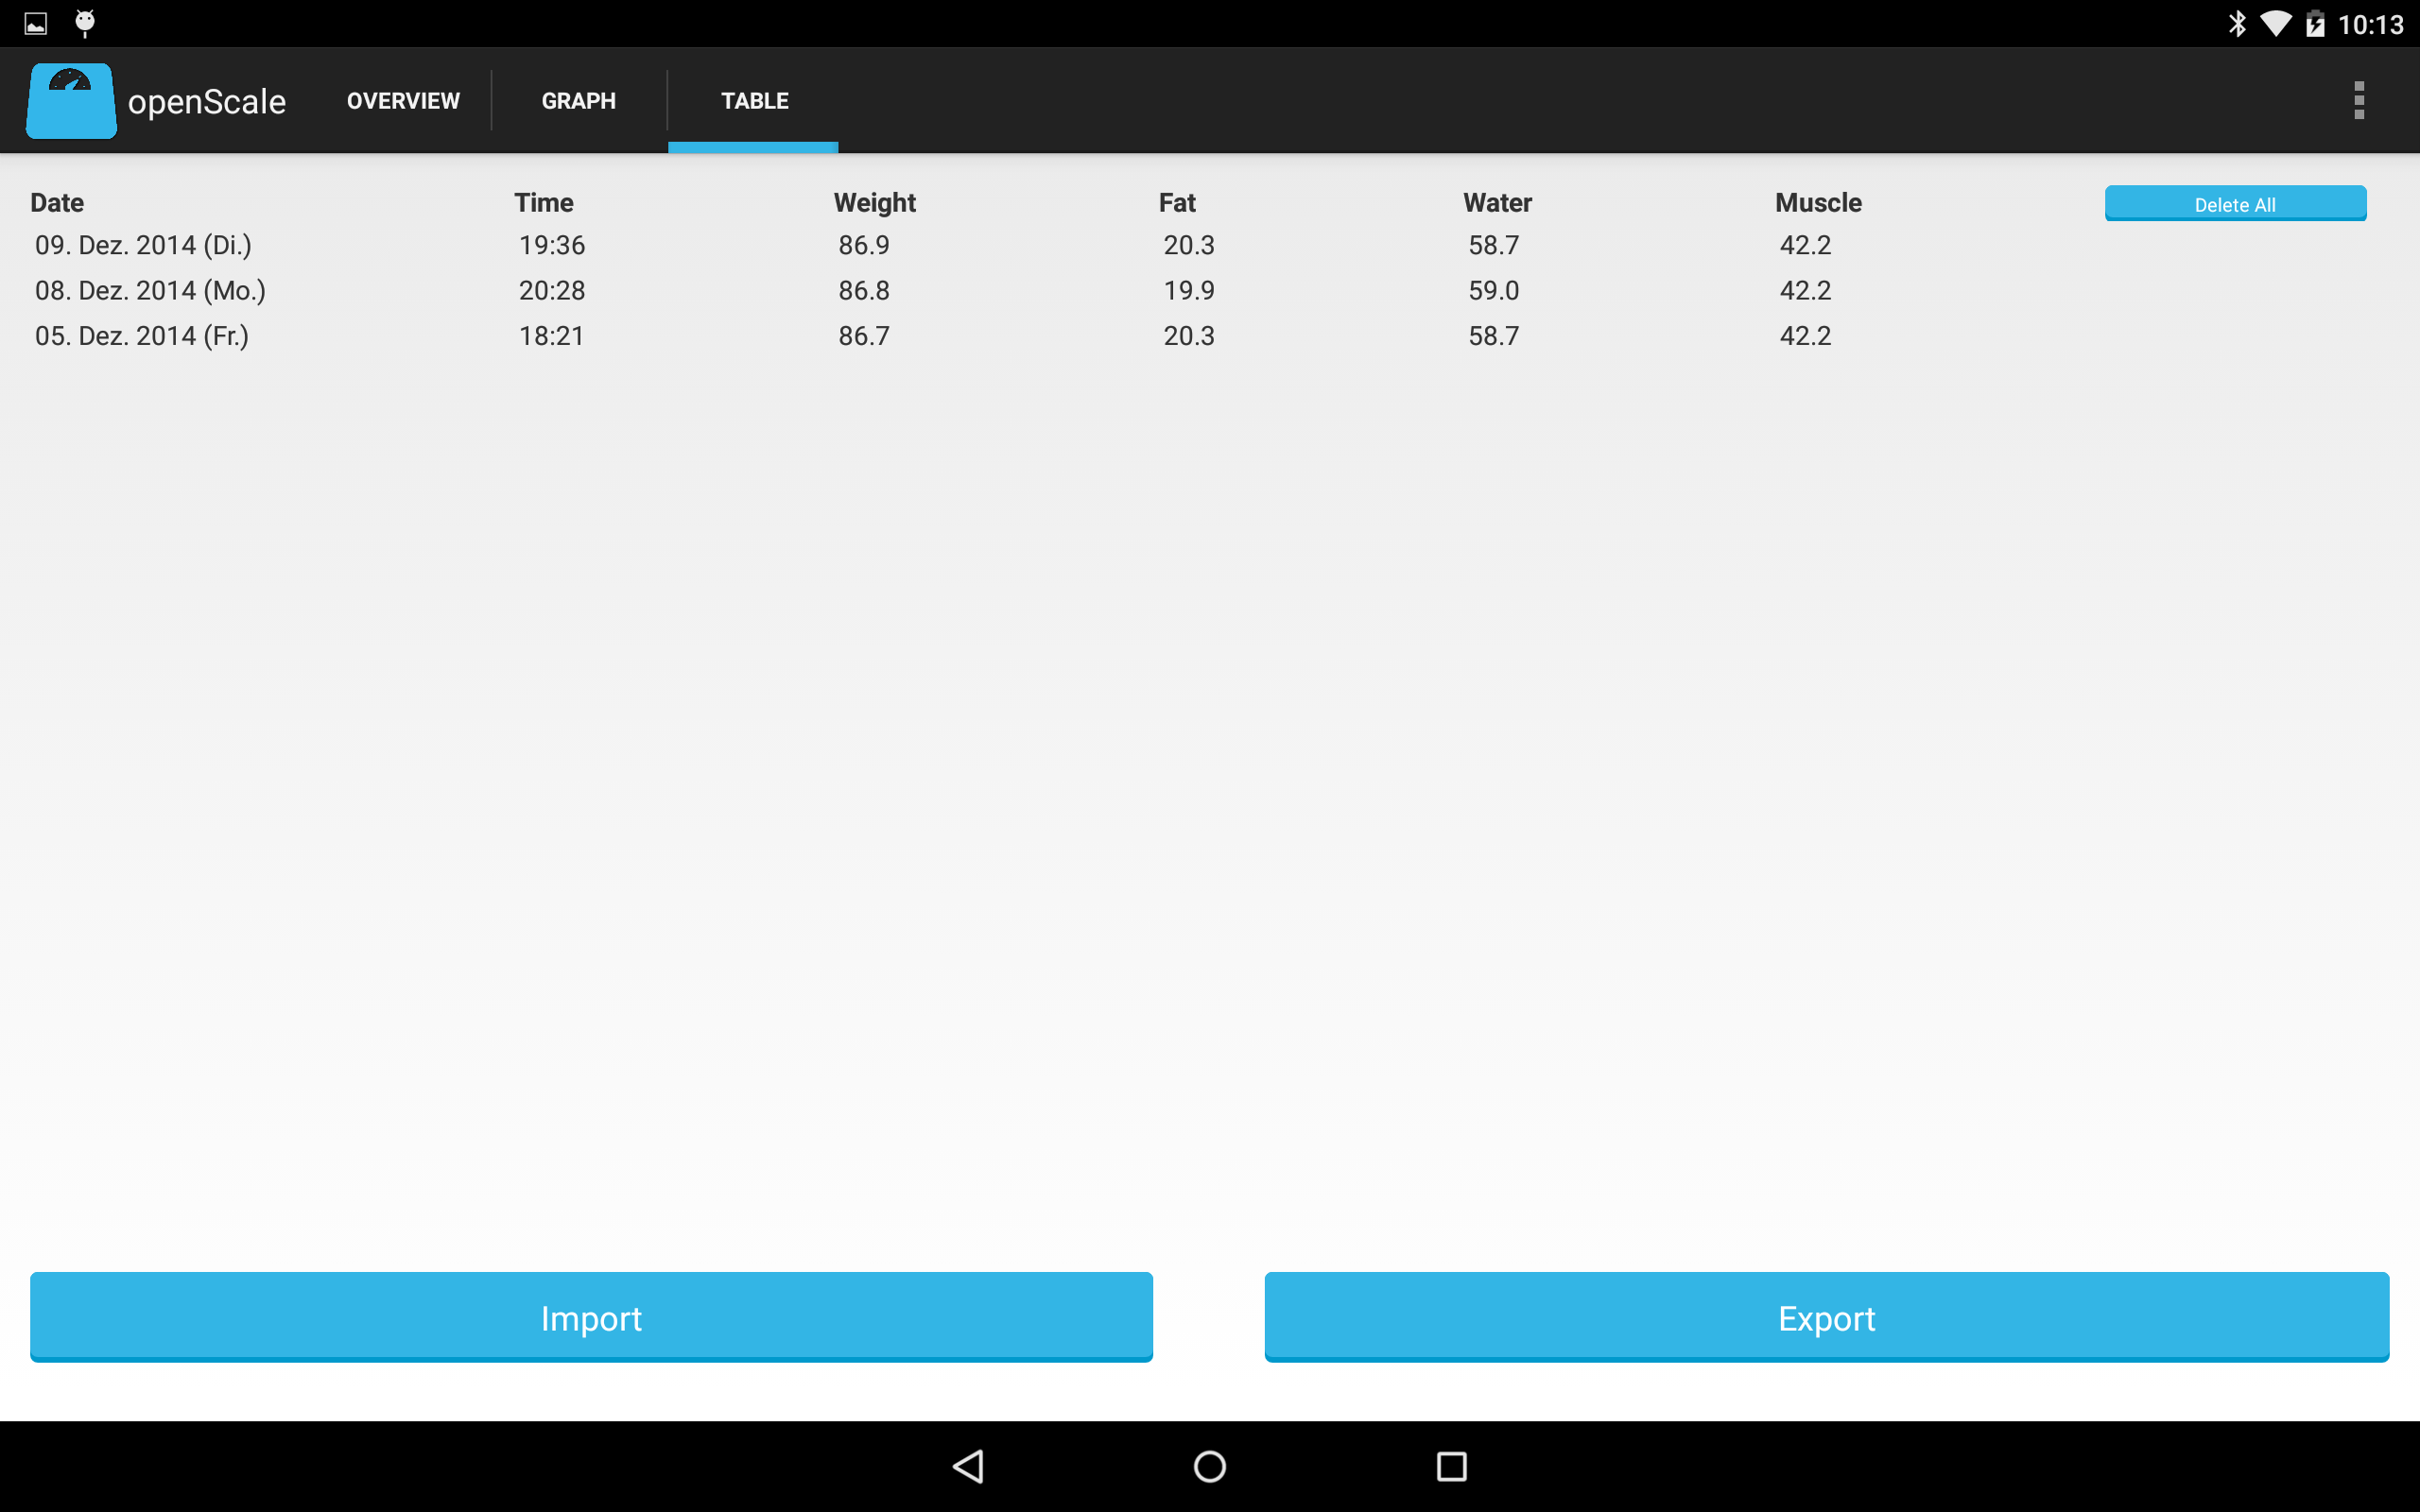 10:13
openScale OVERVIEW GRAPH TABLE
Date Time Weight Fat Water Muscle Delete All
09. Dez. 2014 (Di.) 19:36 86.9 20.3 58.7 42.2
08. Dez. 2014 (Mo.) 20:28 86.8 19.9 59.0 42.2
05. Dez. 2014 (Fr.) 18:21 86.7 20.3 58.7 42.2
Import Export